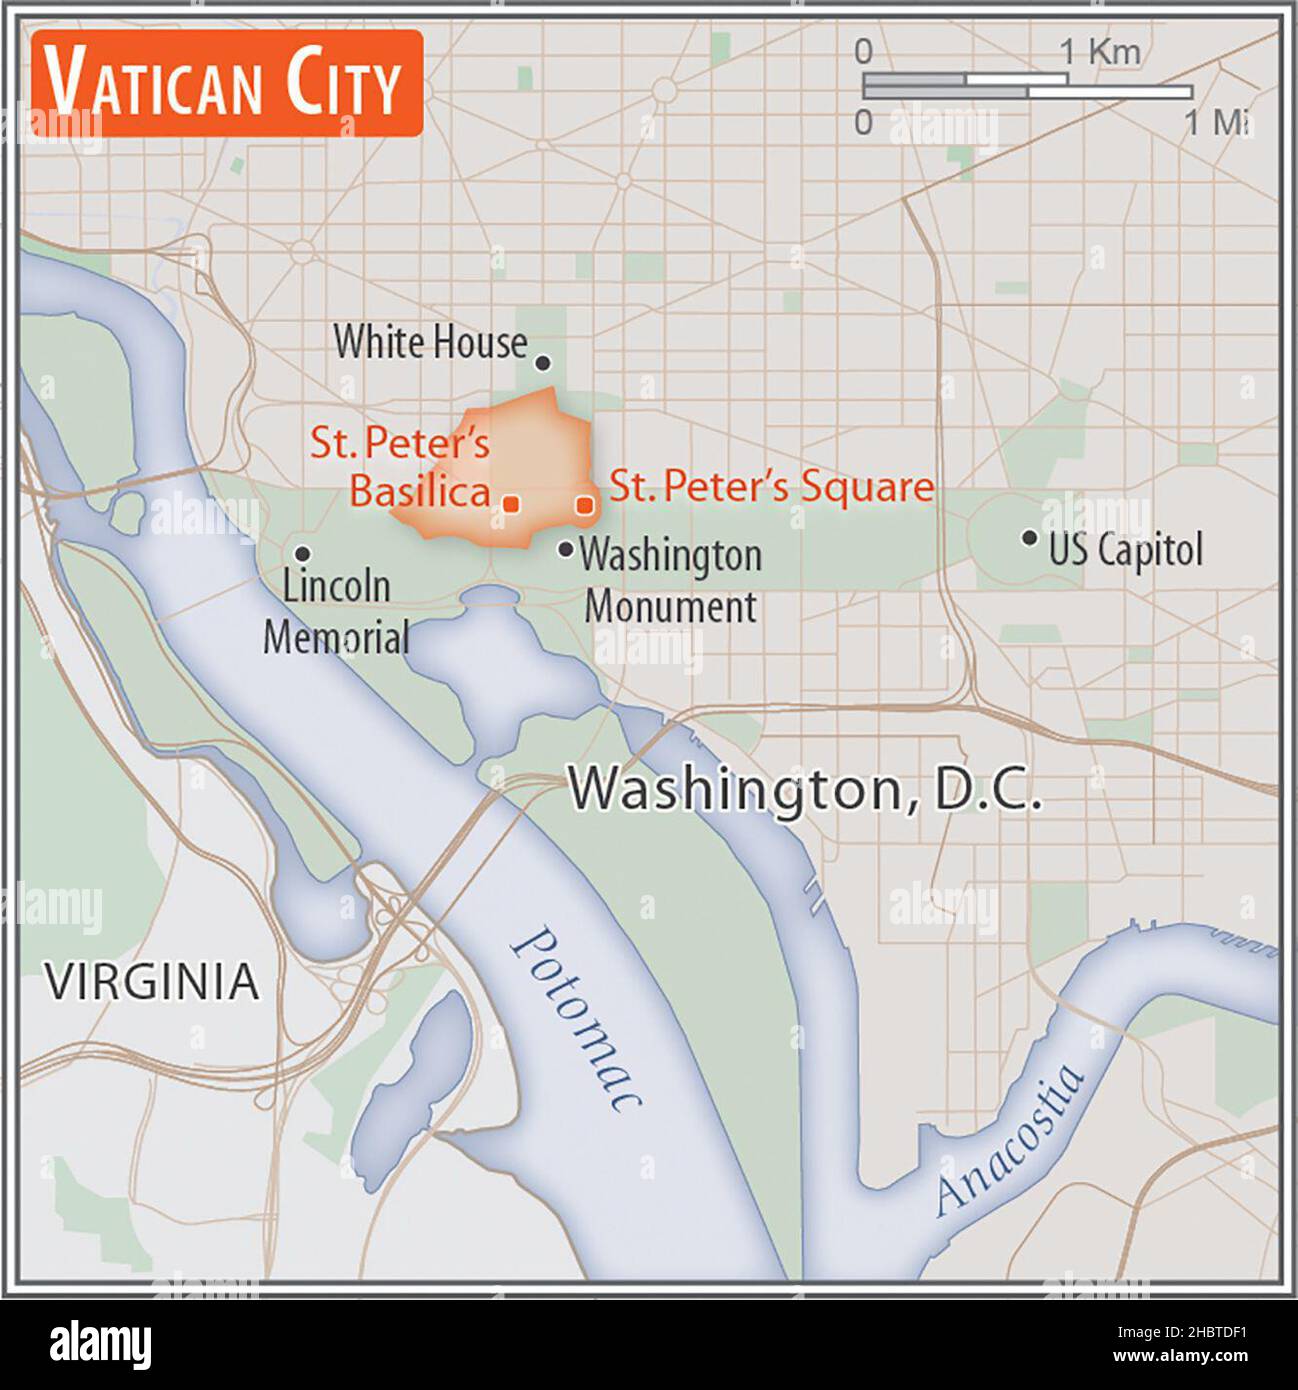 VATICAN CITY
0 1 Km
0 1 Mi
White House
St. Peter's
Basilica
St. Peter's Square
Washington
Monument
US Capitol
Lincoln
Memorial
Washington, D.C.
VIRGINIA
Potomac
Anacostia
alamy
Image ID: 2HBTDF1
www.alamy.com